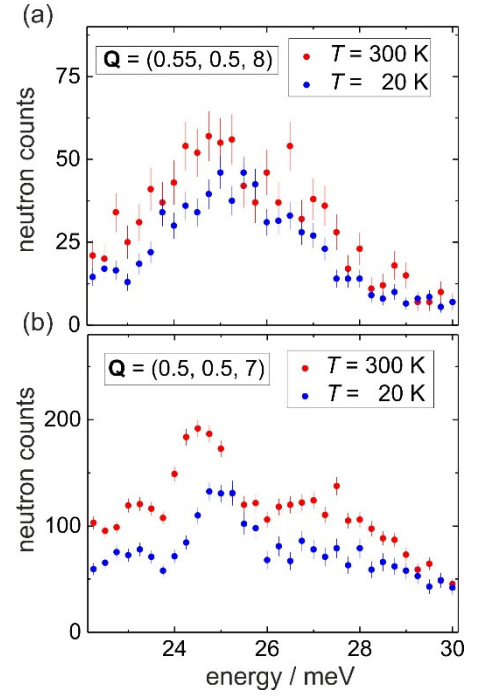 (a)
Q = (0.55, 0.5, 8)
T = 300 K
T = 20 K
neutron counts
75
50
25
0
(b)
Q = (0.5, 0.5, 7)
T = 300 K
T = 20 K
neutron counts
200
100
0
24 26 28 30
energy / meV